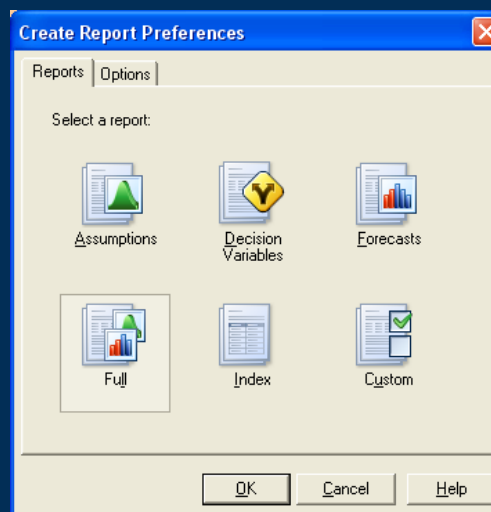 Create Report Preferences
Reports Options
Select a report:
Assumptions
Decision Variables
Forecasts
Full
Index
Custom
OK Cancel Help